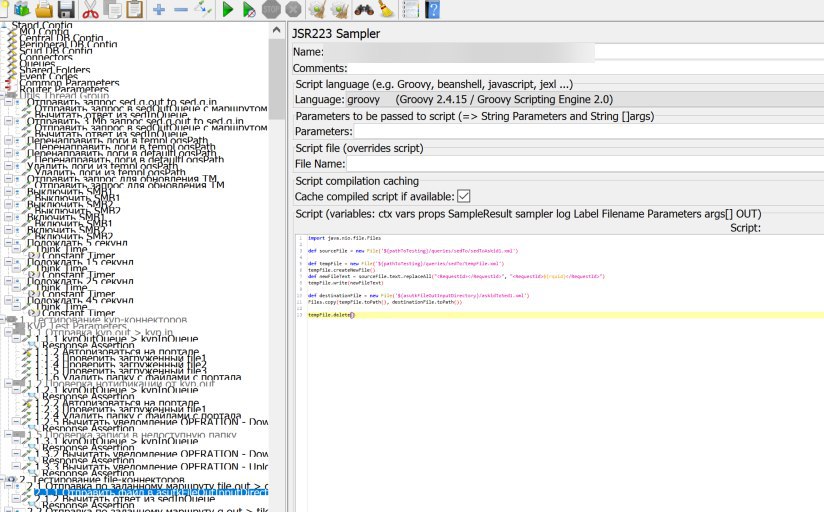 Stand Config
MQ Config
Central DB Config
Peripheral DB Config
Scud DB Config
Connectors
Queues
Shared Folders
Event Codes
Common Parameters
Router Parameters
Utils Thread Group
Отправить запрос sed.q.out to sed.q.in
Отправить запрос в sedOutQueue с маршрутом
Вычитать ответ из sedInQueue
Отправить 3 Мб запрос sed.q.out to sed.q.in
Отправить запрос в sedOutQueue с маршрутом
Вычитать ответ из sedInQueue
Перенаправить логи в tempLogsPath
Перенаправить логи в tempLogsPath
Перенаправить логи в defaultLogsPath
Перенаправить логи в defaultLogsPath
Удалить логи из tempLogsPath
Удалить логи из tempLogsPath
Отправить запрос для обновления ТМ
Отправить запрос для обновления ТМ
Выключить SMB1
Выключить SMB1
Выключить SMB2
Выключить SMB2
Включить SMB1
Включить SMB1
Включить SMB2
Включить SMB2
Подождать 5 секунд
Think Time
Constant Timer
Подождать 15 секунд
Think Time
Constant Timer
Подождать 25 секунд
Think Time
Constant Timer
Подождать 45 секунд
Think Time
Constant Timer
1. Тестирование kvp-коннекторов
KVP Test Parameters
1.1 Отправка kvp.out > kvp.in
1.1.1 kvpOutQueue > kvpInQueue
Response Assertion
1.1.2 Авторизоваться на портале
1.1.3 Проверить загруженный file1
1.1.4 Проверить загруженный file2
1.1.5 Проверить загруженный file3
1.1.6 Удалить папку с файлами с портала
1.2 Проверка нотификации от kvp.out
1.2.1 kvpOutQueue > kvpInQueue
Response Assertion
1.2.2 Авторизоваться на портале
1.2.3 Проверить загруженный file1
1.2.4 Удалить папку с файлами с портала
1.2.5 Вычитать уведомление OPERATION - Dow
Response Assertion
Проверка записи в недоступную папку
1.3.1 kvpOutQueue > kvpInQueue
Response Assertion
1.3.2 Вычитать уведомление OPERATION - Dow
Response Assertion
1.3.3 Вычитать уведомление OPERATION - Uplo
Response Assertion
2. Тестирование file-коннекторов
2.1 Отправка по заданному маршруту file.out >
2.1.1 Отправить файл в asuskFileOutInputDirect
2.1.2 Вычитать ответ из sedInQueue
Response Assertion
2.2 Отправка по заданному маршруту q.out > file
JSR223 Sampler
Name:
Comments:
Script language (e.g. Groovy, beanshell, javascript, jexl ...)
Language: groovy (Groovy 2.4.15 / Groovy Scripting Engine 2.0)
Parameters to be passed to script (=> String Parameters and String []args)
Parameters:
Script file (overrides script)
File Name:
Script compilation caching
Cache compiled script if available:
Script (variables: ctx vars props SampleResult sampler log Label Filename Parameters args[] OUT)
Script:
import java.nio.file.Files
def sourceFile = new File('${pathToTesting}/queries/sedTo/sedToAskid1.xml')
def tempFile = new File('${pathToTesting}/queries/sedTo/tempFile.xml')
tempFile.createNewFile()
def newFileText = sourceFile.text.replaceAll("<RequestId></RequestId>", "<RequestId>${rquid}</RequestId>")
tempFile.write(newFileText)
def destinationFile = new File('${asuskFileOutInputDirectory}/askidToSed1.xml')
Files.copy(tempFile.toPath(), destinationFile.toPath())
tempFile.delete()